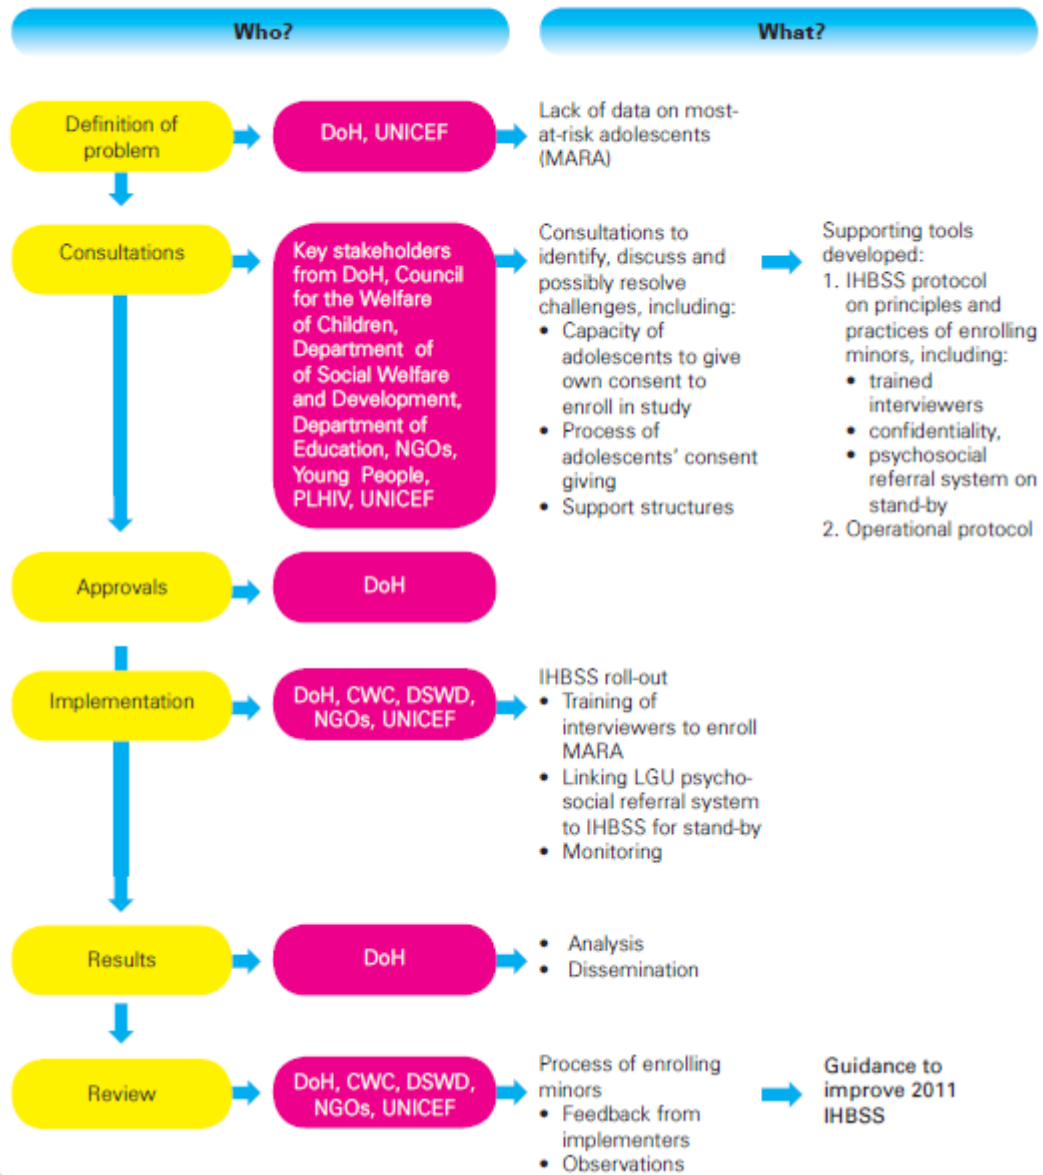 Who?
What?
Definition of
problem
DoH, UNICEF
Lack of data on most-
at-risk adolescents
(MARA)
Consultations
Key stakeholders
from DoH, Council
for the Welfare
of Children,
Department of
of Social Welfare
and Development,
Department of
Education, NGOs,
Young People,
PLHIV, UNICEF
Consultations to
identify, discuss and
possibly resolve
challenges, including:
• Capacity of
adolescents to give
own consent to
enroll in study
• Process of
adolescents' consent
giving
• Support structures
Supporting tools
developed:
1. IHBSS protocol
on principles and
practices of enrolling
minors, including:
• trained
interviewers
• confidentiality,
• psychosocial
referral system on
stand-by
2. Operational protocol
Approvals
DoH
Implementation
DoH, CWC, DSWD,
NGOs, UNICEF
IHBSS roll-out
• Training of
interviewers to enroll
MARA
• Linking LGU psycho-
social referral system
to IHBSS for stand-by
• Monitoring
Results
DoH
• Analysis
• Dissemination
Review
DoH, CWC, DSWD,
NGOs, UNICEF
Process of enrolling
minors
• Feedback from
implementers
• Observations
Guidance to
improve 2011
IHBSS